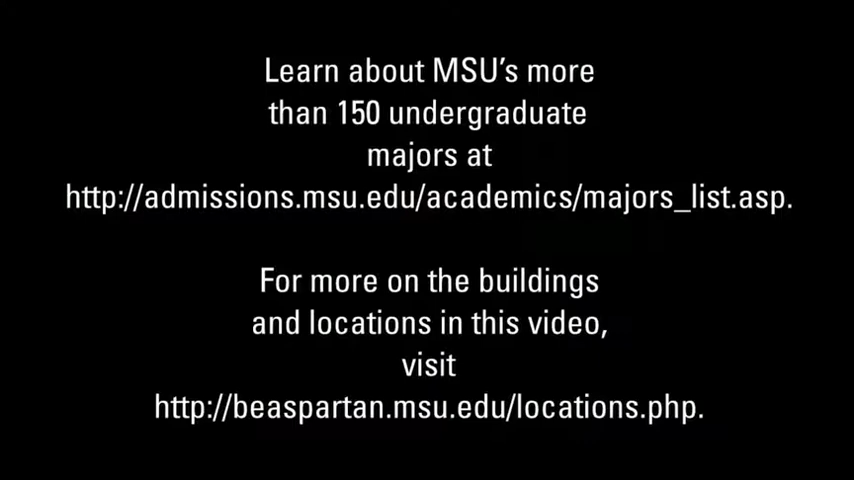 Learn about MSU’s more
than 150 undergraduate
majors at
http://admissions.msu.edu/academics/majors_list.asp.
For more on the buildings
and locations in this video,
visit
http://beaspartan.msu.edu/locations.php.